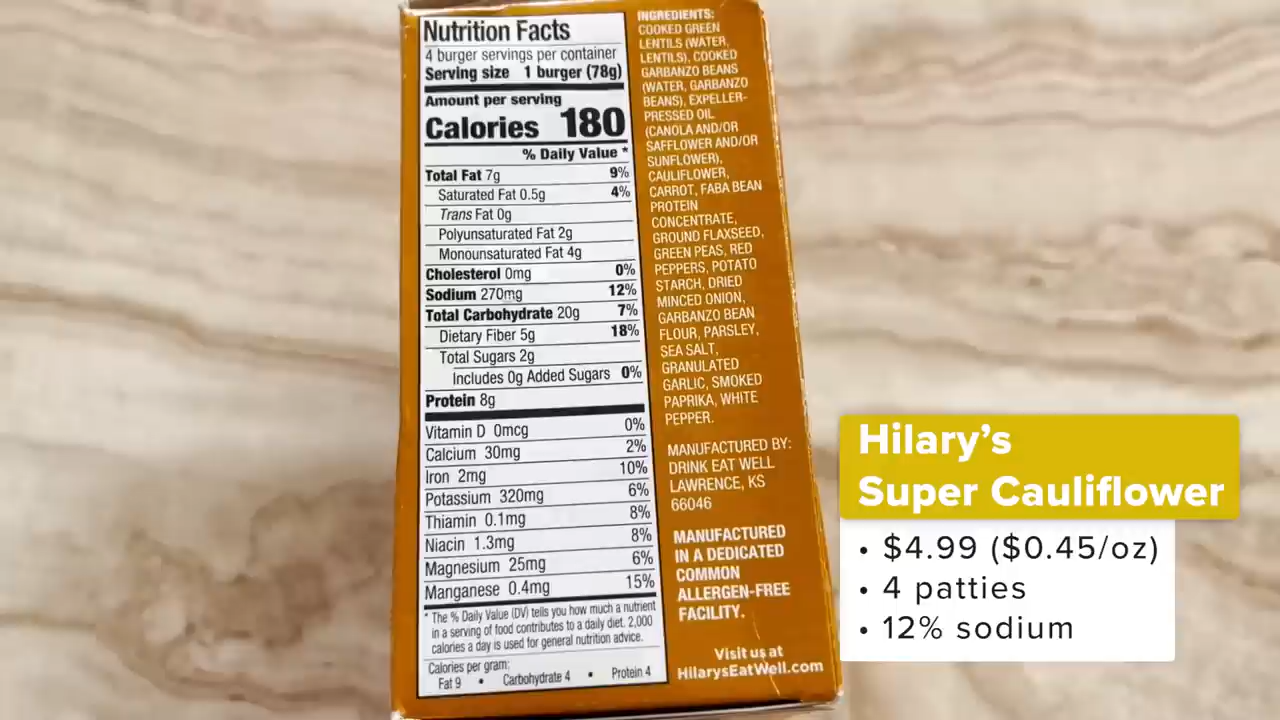 Nutrition Facts
4 burger servings per container
Serving size 1 burger (78g)
Amount per serving
Calories 180
% Daily Value *
Total Fat 7g 9%
Saturated Fat 0.5g 4%
Trans Fat 0g
Polyunsaturated Fat 2g
Monounsaturated Fat 4g
Cholesterol 0mg 0%
Sodium 270mg 12%
Total Carbohydrate 20g 7%
Dietary Fiber 5g 18%
Total Sugars 2g
Includes 0g Added Sugars 0%
Protein 8g
Vitamin D 0mcg 0%
Calcium 30mg 2%
Iron 2mg 10%
Potassium 320mg 6%
Thiamin 0.1mg 8%
Niacin 1.3mg 8%
Magnesium 25mg 6%
Manganese 0.4mg 15%
* The % Daily Value (DV) tells you how much a nutrient
in a serving of food contributes to a daily diet. 2,000
calories a day is used for general nutrition advice.
Calories per gram:
Fat 9 • Carbohydrate 4 • Protein 4
INGREDIENTS:
COOKED GREEN
LENTILS (WATER,
LENTILS), COOKED
GARBANZO BEANS
(WATER, GARBANZO
BEANS), EXPELLER-
PRESSED OIL
(CANOLA AND/OR
SAFFLOWER AND/OR
SUNFLOWER),
CAULIFLOWER,
CARROT, FABA BEAN
PROTEIN
CONCENTRATE,
GROUND FLAXSEED,
GREEN PEAS, RED
PEPPERS, POTATO
STARCH, DRIED
MINCED ONION,
GARBANZO BEAN
FLOUR, PARSLEY,
SEA SALT,
GRANULATED
GARLIC, SMOKED
PAPRIKA, WHITE
PEPPER.
MANUFACTURED BY:
DRINK EAT WELL
LAWRENCE, KS
66046
MANUFACTURED
IN A DEDICATED
COMMON
ALLERGEN-FREE
FACILITY.
Visit us at
HilarysEatWell.com
Hilary's
Super Cauliflower
• $4.99 ($0.45/oz)
• 4 patties
• 12% sodium